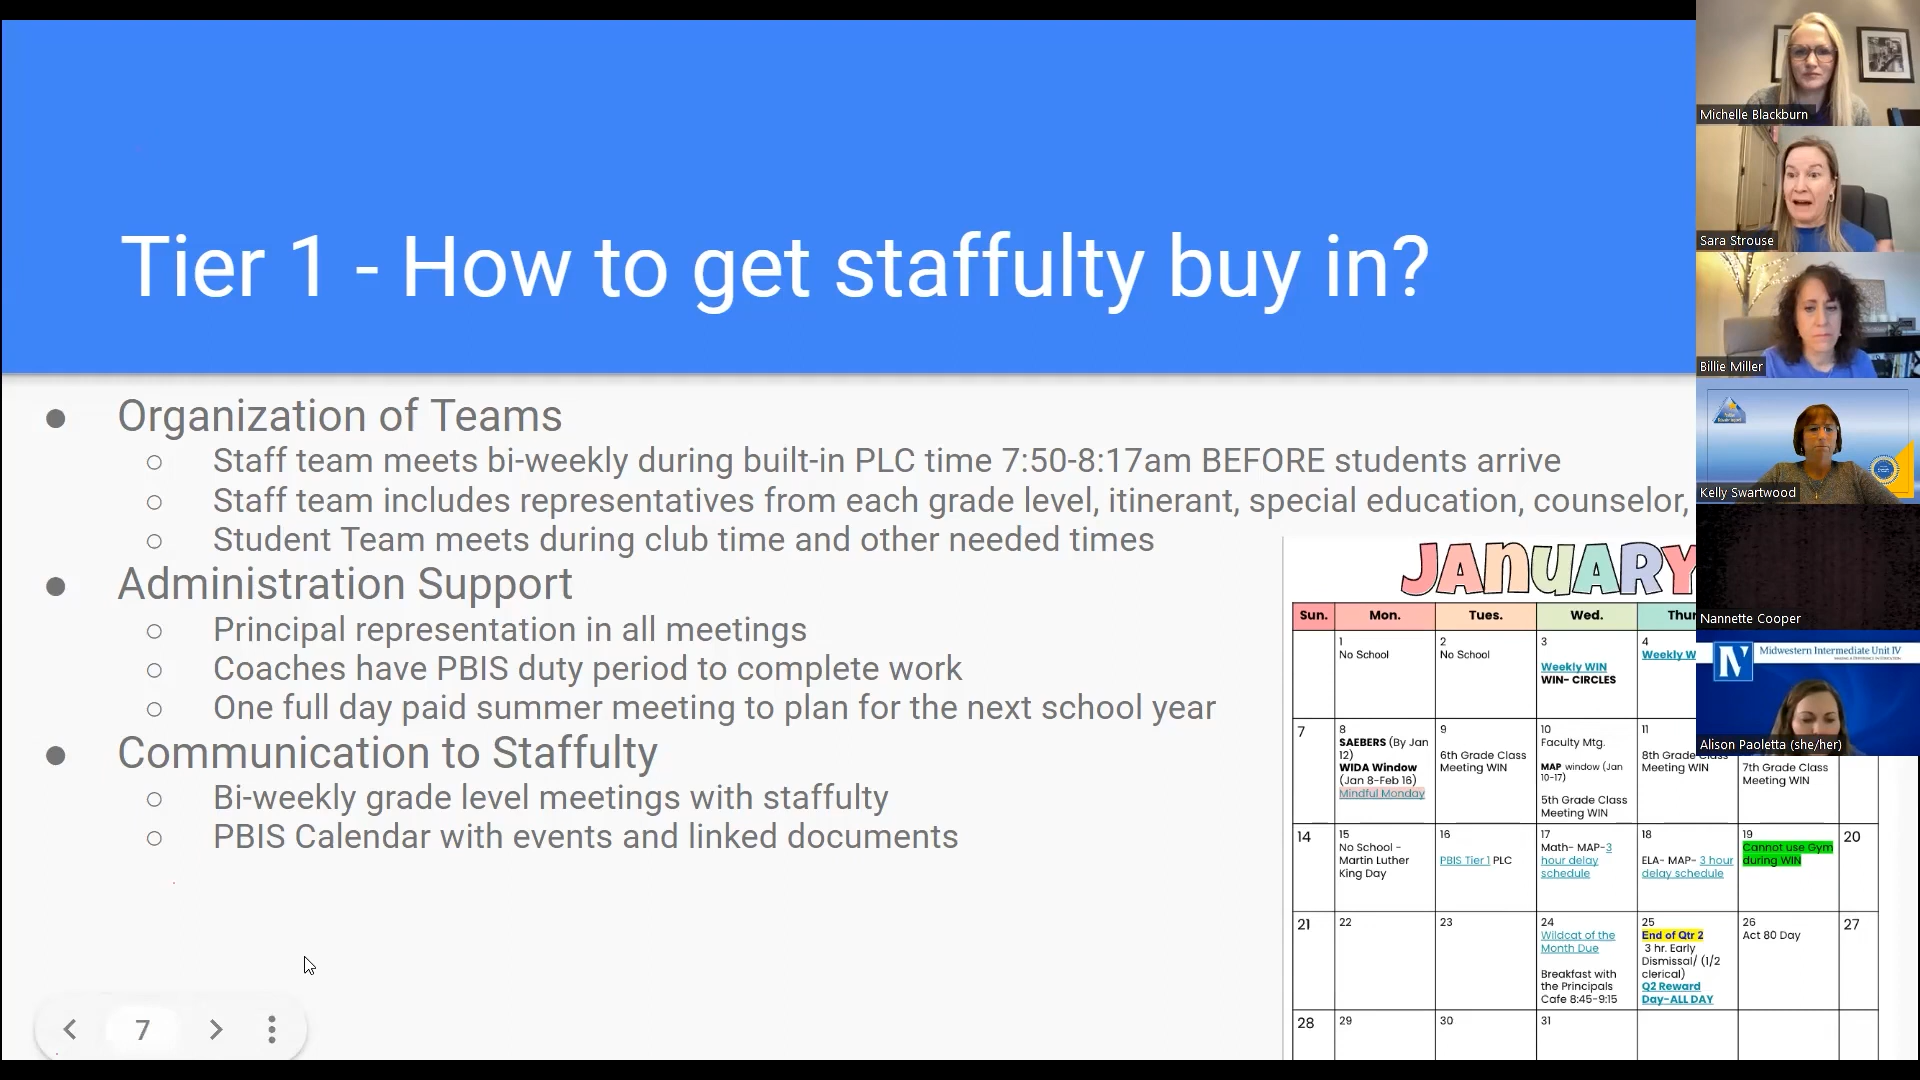 Tier 1 - How to get staffulty buy in?
Organization of Teams
Staff team meets bi-weekly during built-in PLC time 7:50-8:17am BEFORE students arrive
Staff team includes representatives from each grade level, itinerant, special education, counselor,
Student Team meets during club time and other needed times
Administration Support
Principal representation in all meetings
Coaches have PBIS duty period to complete work
One full day paid summer meeting to plan for the next school year
Communication to Staffulty
Bi-weekly grade level meetings with staffulty
PBIS Calendar with events and linked documents
7
JANUARY
Sun. Mon. Tues. Wed. Thur
1
No School
2
No School
3
Weekly WIN
WIN- CIRCLES
4
Weekly W
7
8
SAEBERS (By Jan
12)
WIDA Window
(Jan 8-Feb 16)
Mindful Monday
9
6th Grade Class
Meeting WIN
10
Faculty Mtg.
MAP window (Jan
10-17)
5th Grade Class
Meeting WIN
11
8th Grade Class
Meeting WIN
7th Grade Class
Meeting WIN
14
15
No School -
Martin Luther
King Day
16
PBIS Tier 1 PLC
17
Math- MAP-3
hour delay
schedule
18
ELA- MAP- 3 hour
delay schedule
19
Cannot use Gym
during WIN
20
21
22
23
24
Wildcat of the
Month Due
Breakfast with
the Principals
Cafe 8:45-9:15
25
End of Qtr 2
3 hr. Early
Dismissal/ (1/2
clerical)
Q2 Reward
Day-ALL DAY
26
Act 80 Day
27
28
29
30
31
Michelle Blackburn
Sara Strouse
Billie Miller
Kelly Swartwood
Nannette Cooper
IV Midwestern Intermediate Unit IV
Alison Paoletta (she/her)